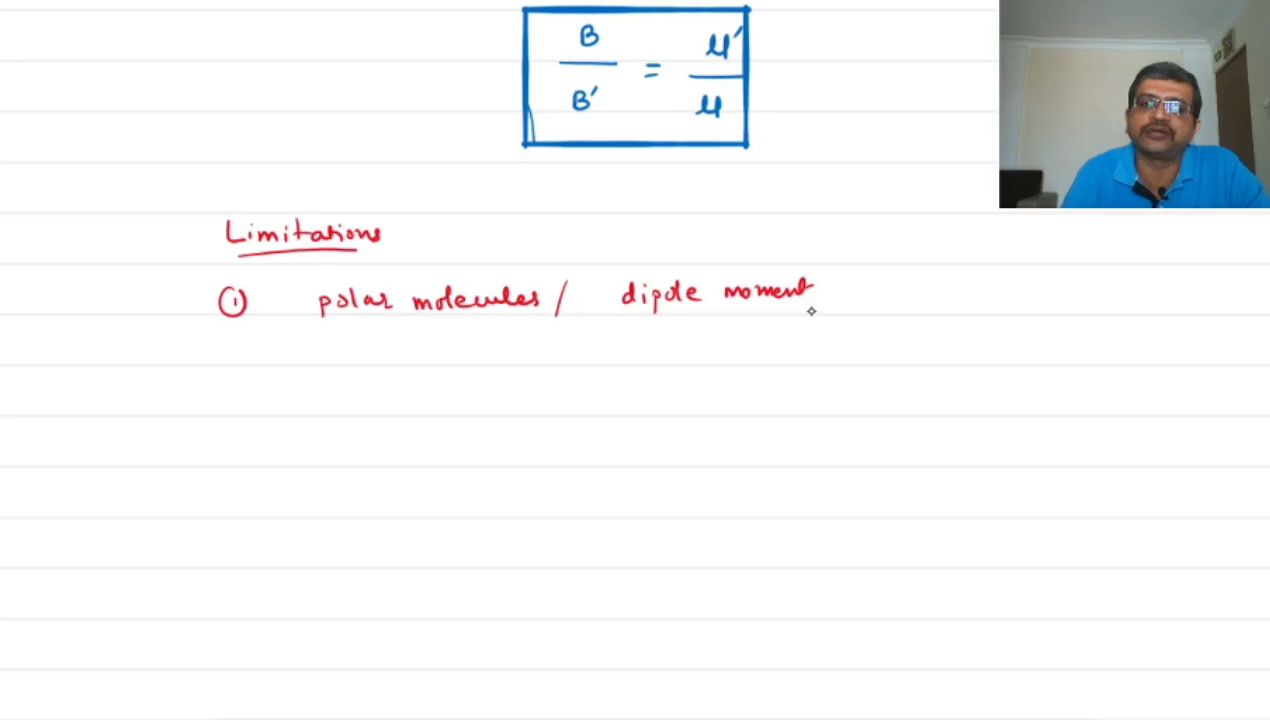 B / B′ = μ′ / μ
Limitations
① polar molecules / dipole moment